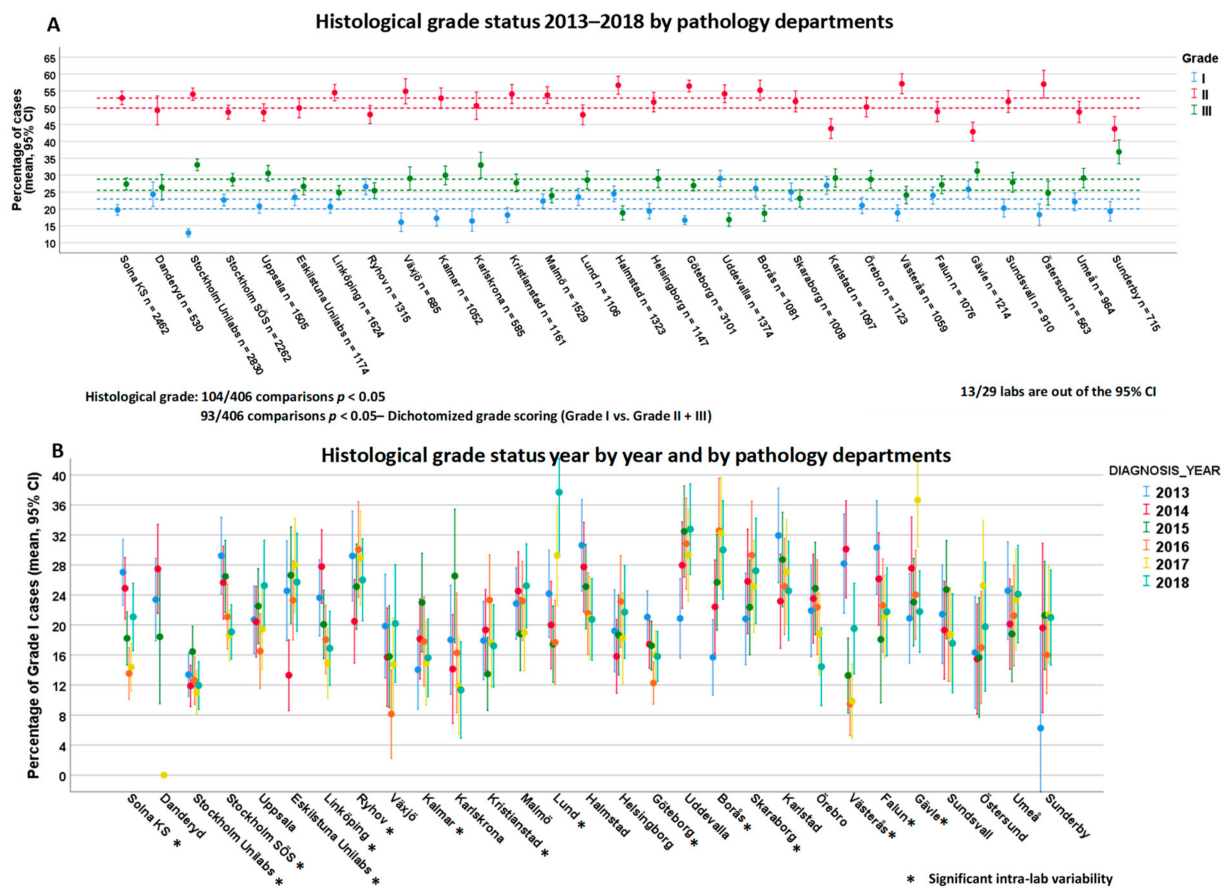 A
Histological grade status 2013–2018 by pathology departments
Percentage of cases
(mean, 95% CI)
65
60
55
50
45
40
35
30
25
20
15
10
Grade
I
II
III
Solna KS n = 2462
Danderyd n = 530
Stockholm Unilabs n = 2830
Stockholm SÖS n = 2262
Uppsala n = 1505
Eskilstuna Unilabs n = 1174
Linköping n = 1624
Ryhov n = 1315
Växjö n = 685
Kalmar n = 1052
Karlskrona n = 585
Kristianstad n = 1161
Malmö n = 1529
Lund n = 1106
Halmstad n = 1323
Helsingborg n = 1147
Göteborg n = 3101
Uddevalla n = 1374
Borås n = 1081
Skaraborg n = 1008
Karlstad n = 1097
Örebro n = 1123
Västerås n = 1059
Falun n = 1076
Gävle n = 1214
Sundsvall n = 910
Östersund n = 563
Umeå n = 964
Sunderby n = 715
Histological grade: 104/406 comparisons p < 0.05
93/406 comparisons p < 0.05– Dichotomized grade scoring (Grade I vs. Grade II + III)
13/29 labs are out of the 95% CI
B
Histological grade status year by year and by pathology departments
Percentage of Grade I cases (mean, 95% CI)
40
36
32
28
24
20
16
12
8
4
0
DIAGNOSIS_YEAR
2013
2014
2015
2016
2017
2018
Solna KS *
Danderyd
Stockholm Unilabs *
Stockholm SÖS *
Uppsala
Eskilstuna Unilabs *
Linköping *
Ryhov *
Växjö
Kalmar *
Karlskrona
Kristianstad *
Malmö
Lund *
Halmstad
Helsingborg
Göteborg *
Uddevalla
Borås *
Skaraborg *
Karlstad
Örebro
Västerås *
Falun *
Gävle *
Sundsvall
Östersund
Umeå
Sunderby
* Significant intra-lab variability